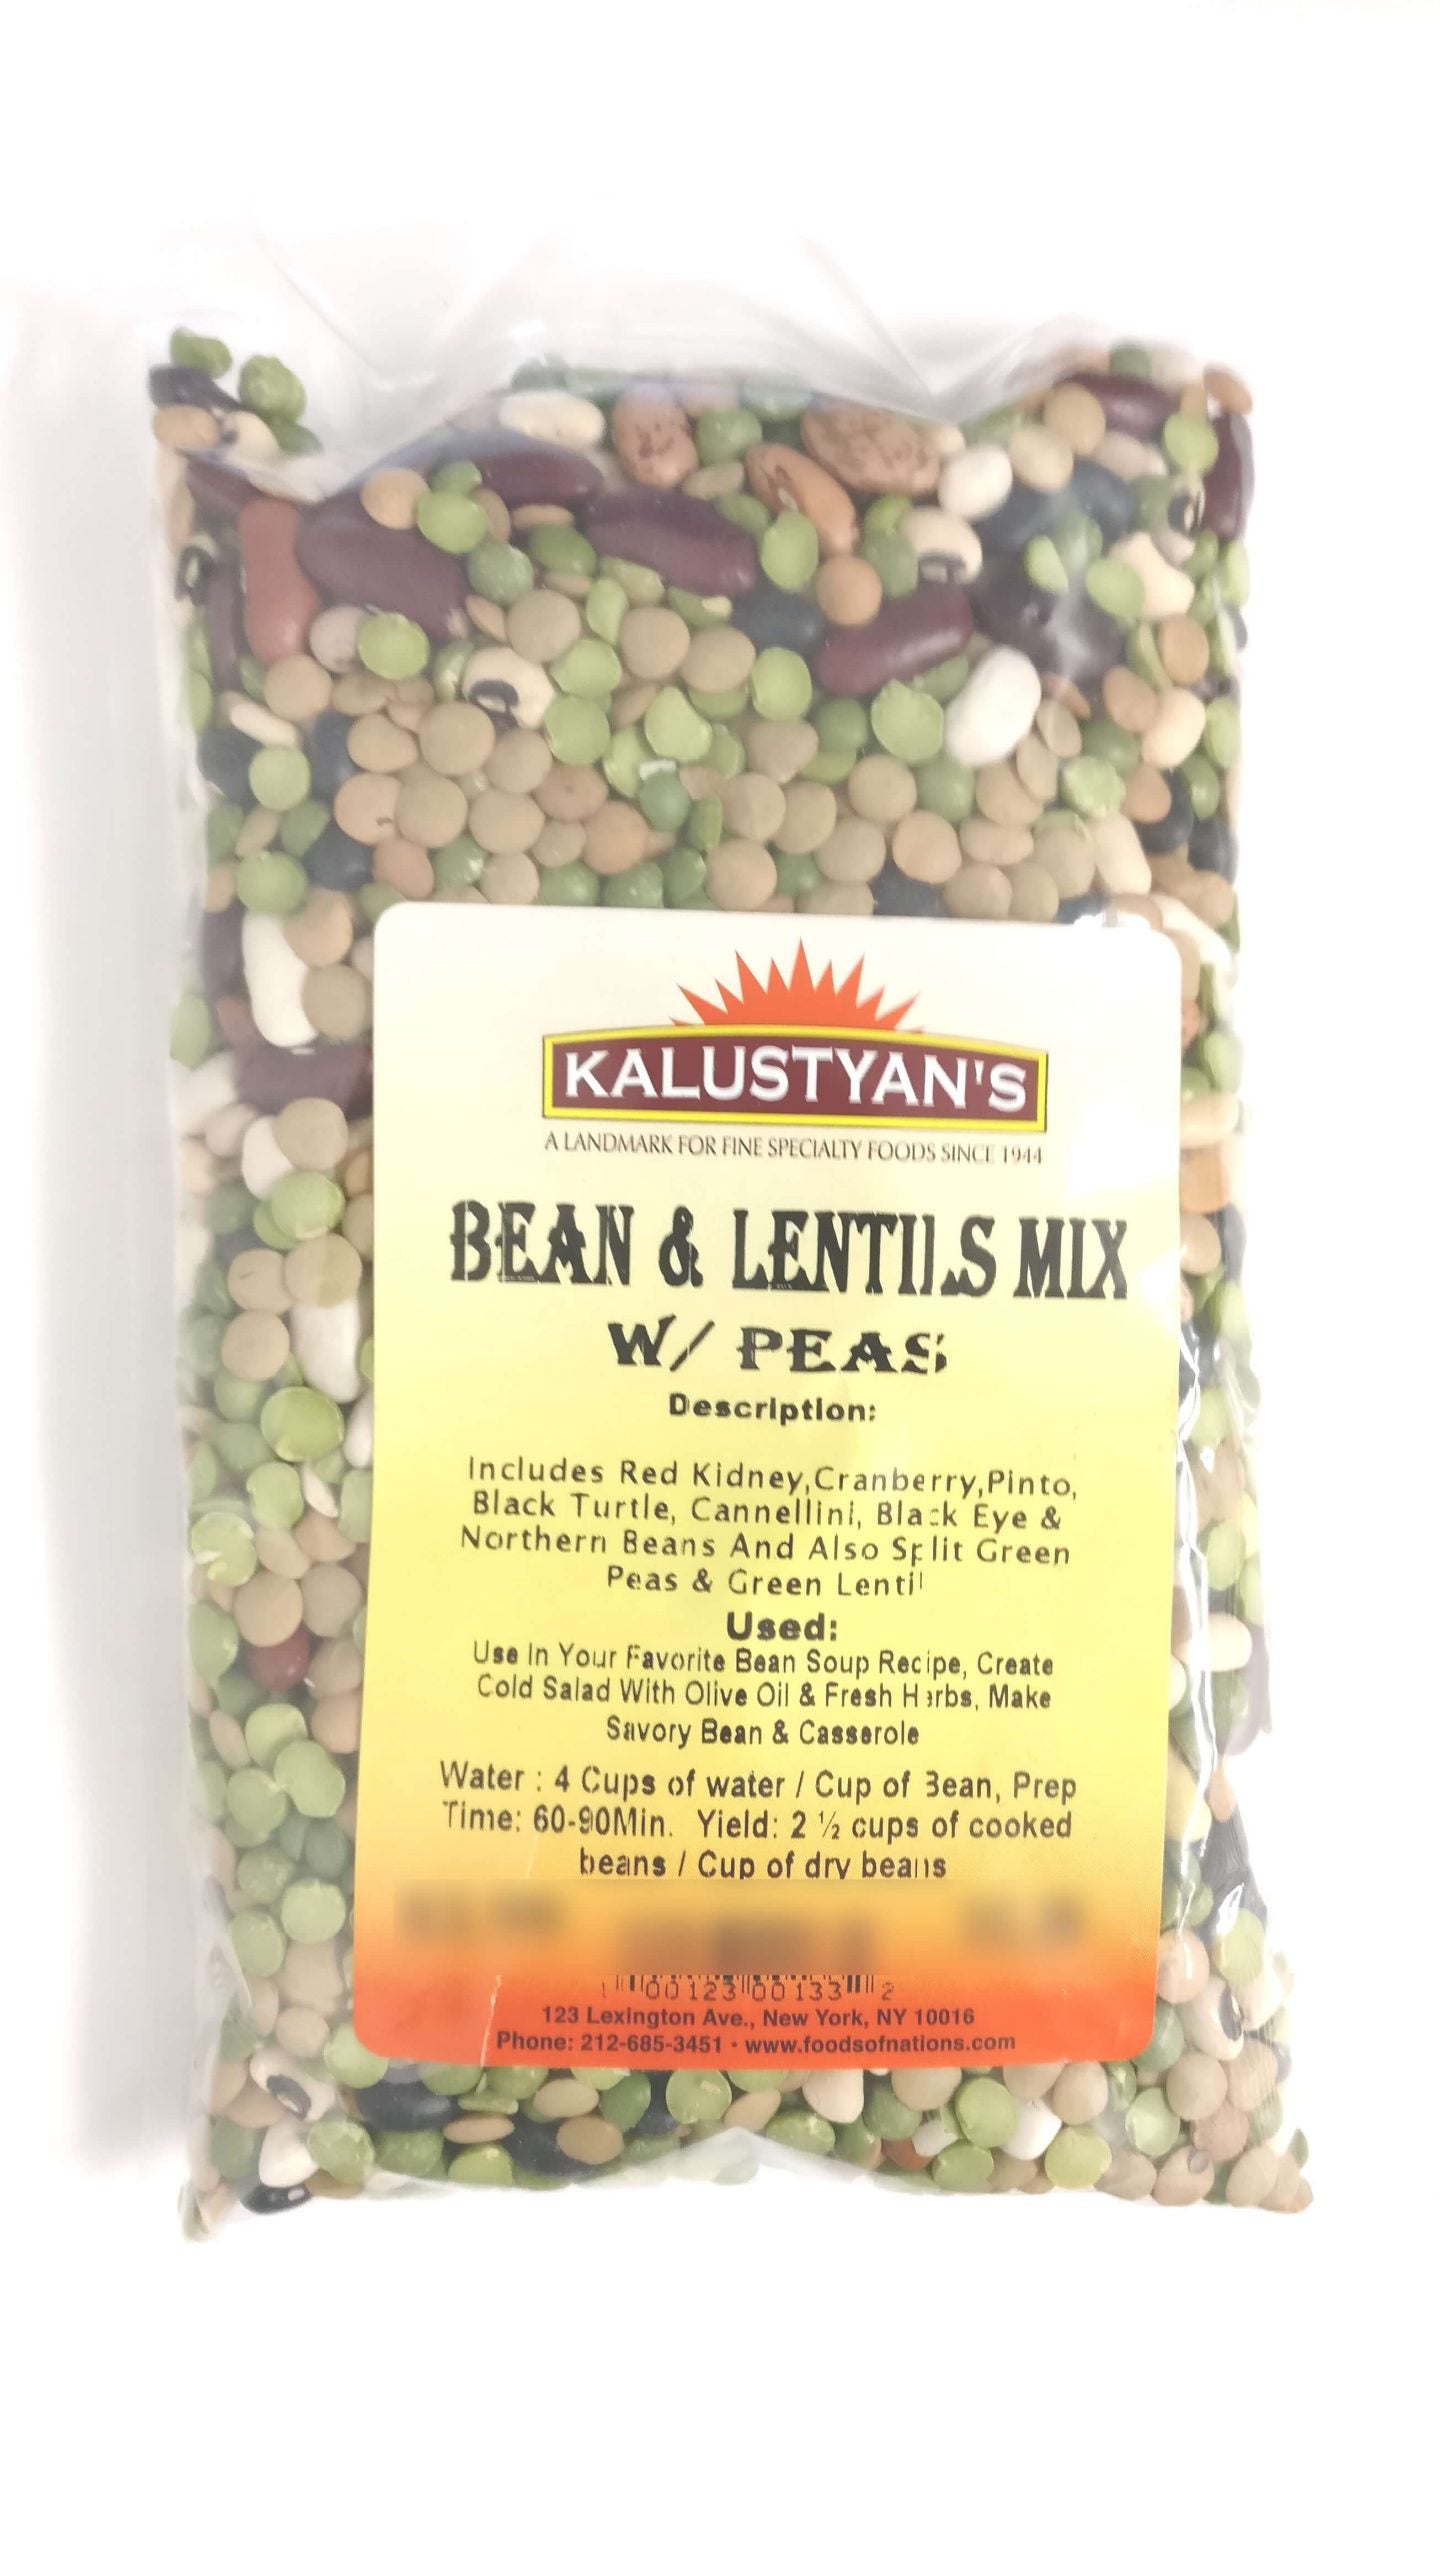 KALUSTYAN'S
A LANDMARK FOR FINE SPECIALTY FOODS SINCE 1944
BEAN & LENTILS MIX
W/ PEAS
Description:
Includes Red Kidney,Cranberry,Pinto,
Black Turtle, Cannellini, Black Eye &
Northern Beans And Also Split Green
Peas & Green Lentil
Used:
Use In Your Favorite Bean Soup Recipe, Create
Cold Salad With Olive Oil & Fresh Herbs, Make
Savory Bean & Casserole
Water : 4 Cups of water / Cup of Bean, Prep
Time: 60-90Min. Yield: 2 ½ cups of cooked
beans / Cup of dry beans
1 00123 00133 2
123 Lexington Ave., New York, NY 10016
Phone: 212-685-3451 · www.foodsofnations.com